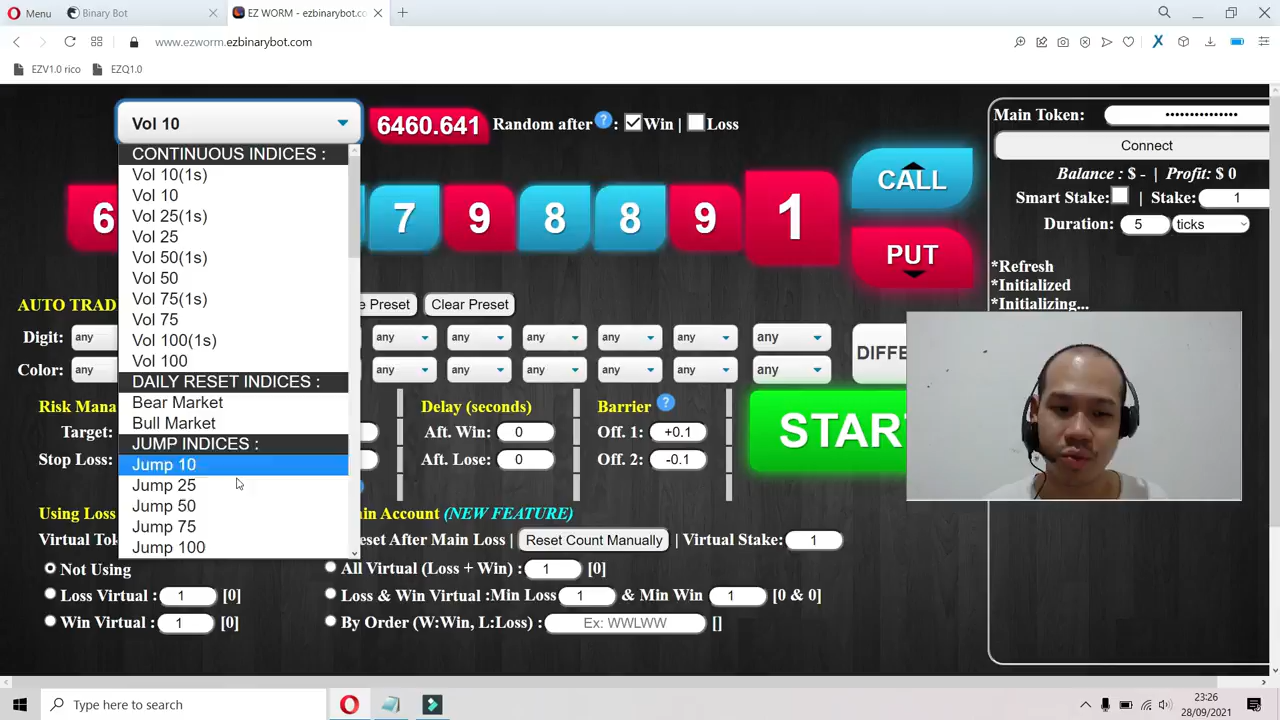 Menu
Binary Bot
EZ WORM - ezbinarybot.co
www.ezworm.ezbinarybot.com
EZV1.0 rico
EZQ1.0
Vol 10
6460.641
Random after ? : Win | Loss
CONTINUOUS INDICES :
Vol 10(1s)
Vol 10
Vol 25(1s)
Vol 25
Vol 50(1s)
Vol 50
Vol 75(1s)
Vol 75
Vol 100(1s)
Vol 100
DAILY RESET INDICES :
Bear Market
Bull Market
JUMP INDICES :
Jump 10
Jump 25
Jump 50
Jump 75
Jump 100
6 7 9 8 8 9 1
CALL
PUT
Main Token: ••••••••••••••
Connect
Balance : $ - | Profit: $ 0
Smart Stake: | Stake: 1
Duration: 5 ticks
*Refresh
*Initialized
*Initializing...
AUTO TRAD
e Preset Clear Preset
Digit: any any any any any any any
Color: any any any any any any any
DIFFE
Risk Mana Delay (seconds) Barrier ?
Target: Aft. Win: 0 Off. 1: +0.1
Stop Loss: Aft. Lose: 0 Off. 2: -0.1
START
Using Loss in Account (NEW FEATURE)
Virtual Tok eset After Main Loss | Reset Count Manually | Virtual Stake: 1
Not Using All Virtual (Loss + Win) : 1 [0]
Loss Virtual : 1 [0] Loss & Win Virtual :Min Loss 1 & Min Win 1 [0 & 0]
Win Virtual : 1 [0] By Order (W:Win, L:Loss) : Ex: WWLWW []
Type here to search
23:26
28/09/2021